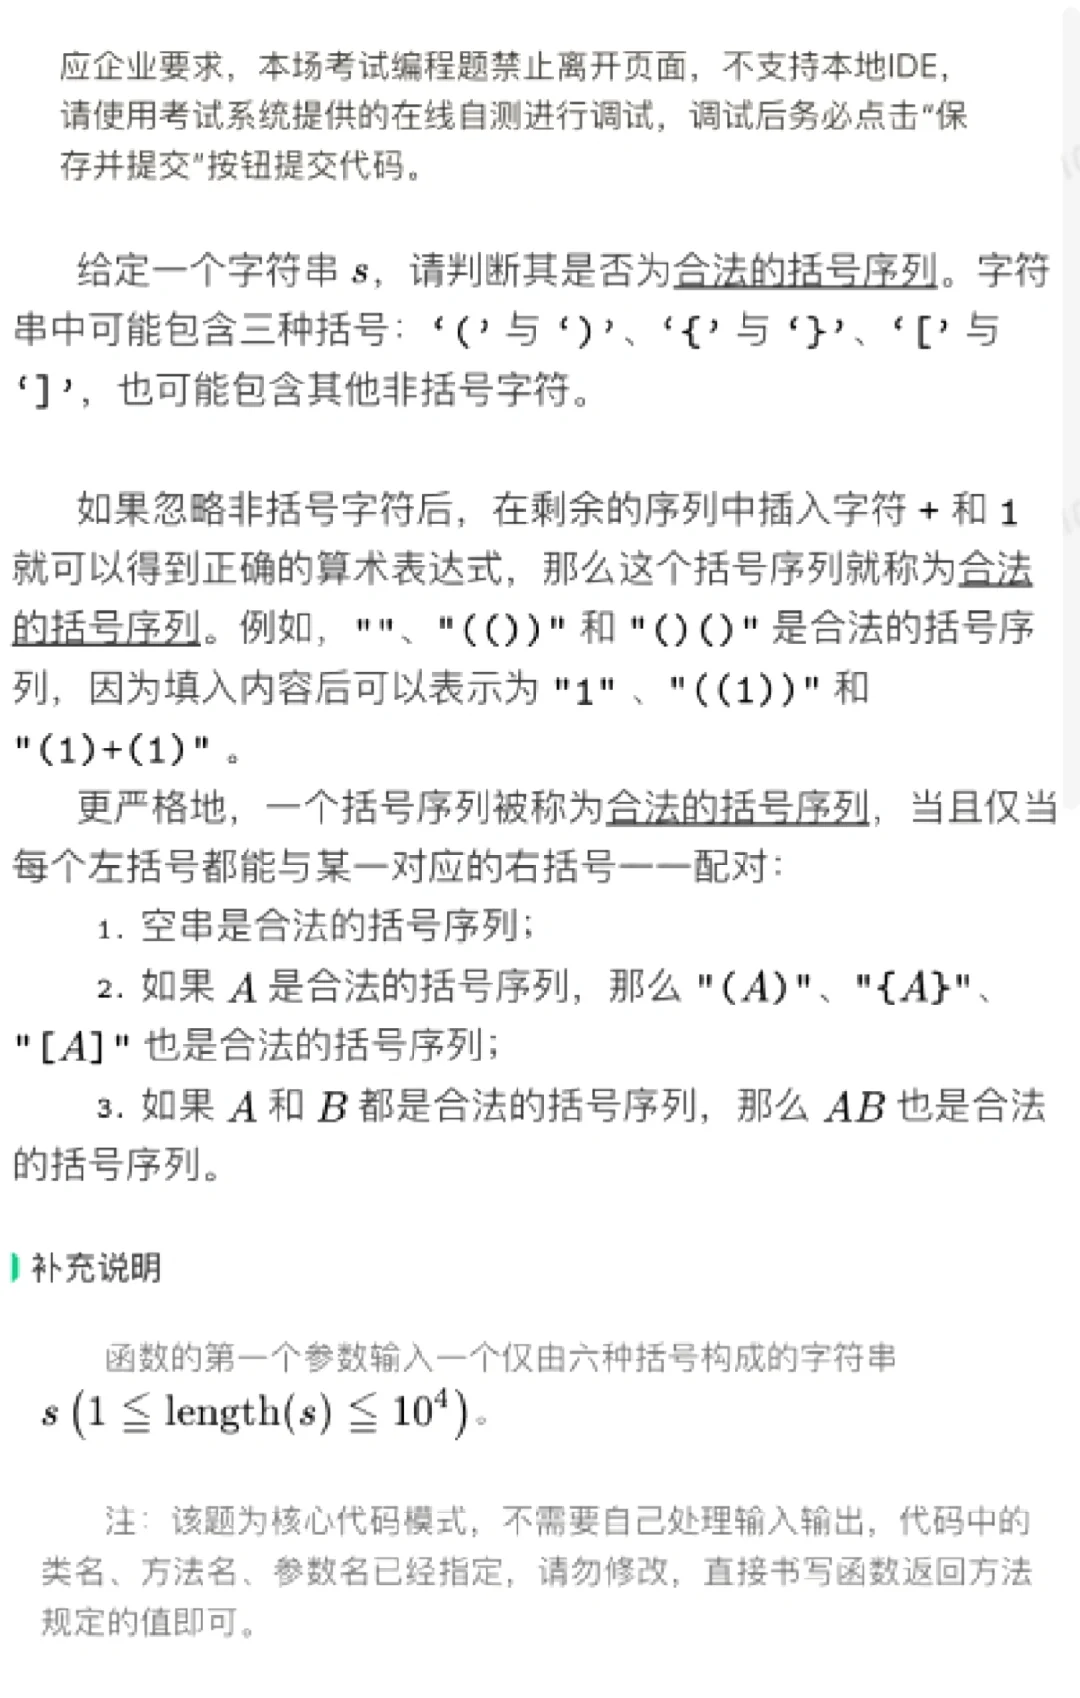 应企业要求，本场考试编程题禁止离开页面，不支持本地IDE，
请使用考试系统提供的在线自测进行调试，调试后务必点击“保
存并提交”按钮提交代码。
给定一个字符串 s，请判断其是否为合法的括号序列。字符
串中可能包含三种括号：‘(’ 与 ‘)’、‘{’ 与 ‘}’、‘[’ 与
‘]’，也可能包含其他非括号字符。
如果忽略非括号字符后，在剩余的序列中插入字符 + 和 1
就可以得到正确的算术表达式，那么这个括号序列就称为合法
的括号序列。例如，""、"(())" 和 "()()" 是合法的括号序
列，因为填入内容后可以表示为 "1" 、"((1))" 和
"(1)+(1)" 。
更严格地，一个括号序列被称为合法的括号序列，当且仅当
每个左括号都能与某一对应的右括号一一配对：
1. 空串是合法的括号序列；
2. 如果 A 是合法的括号序列，那么 "(A)"、"{A}"、
"[A]" 也是合法的括号序列；
3. 如果 A 和 B 都是合法的括号序列，那么 AB 也是合法
的括号序列。
补充说明
函数的第一个参数输入一个仅由六种括号构成的字符串
s (1 ≦ length(s) ≦ 10⁴)。
注：该题为核心代码模式，不需要自己处理输入输出，代码中的
类名、方法名、参数名已经指定，请勿修改，直接书写函数返回方法
规定的值即可。